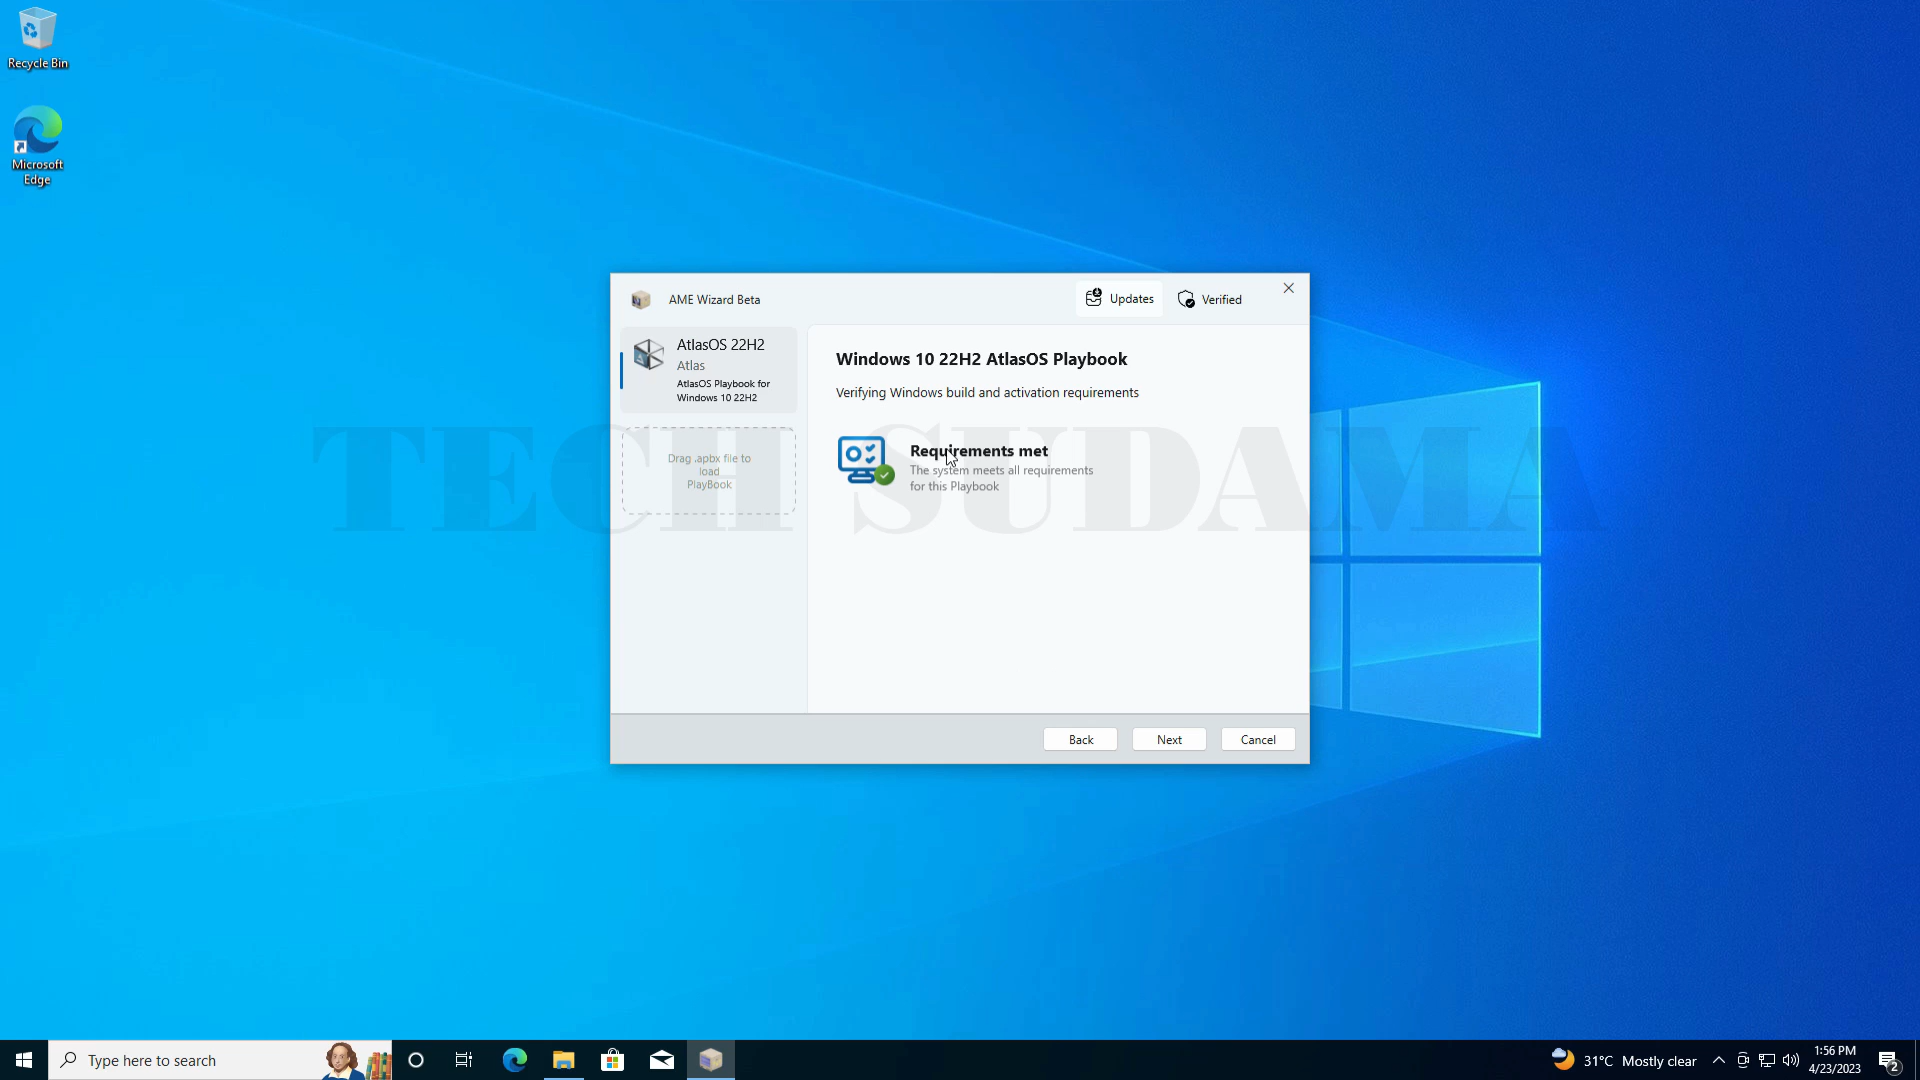 Recycle Bin
Microsoft
Edge
AME Wizard Beta
Updates
Verified
AtlasOS 22H2
Atlas
AtlasOS Playbook for
Windows 10 22H2
Drag .apbx file to
load
PlayBook
Windows 10 22H2 AtlasOS Playbook
Verifying Windows build and activation requirements
Requirements met
The system meets all requirements
for this Playbook
TECH SUDAMA
Back
Next
Cancel
Type here to search
31°C Mostly clear
1:56 PM
4/23/2023
2